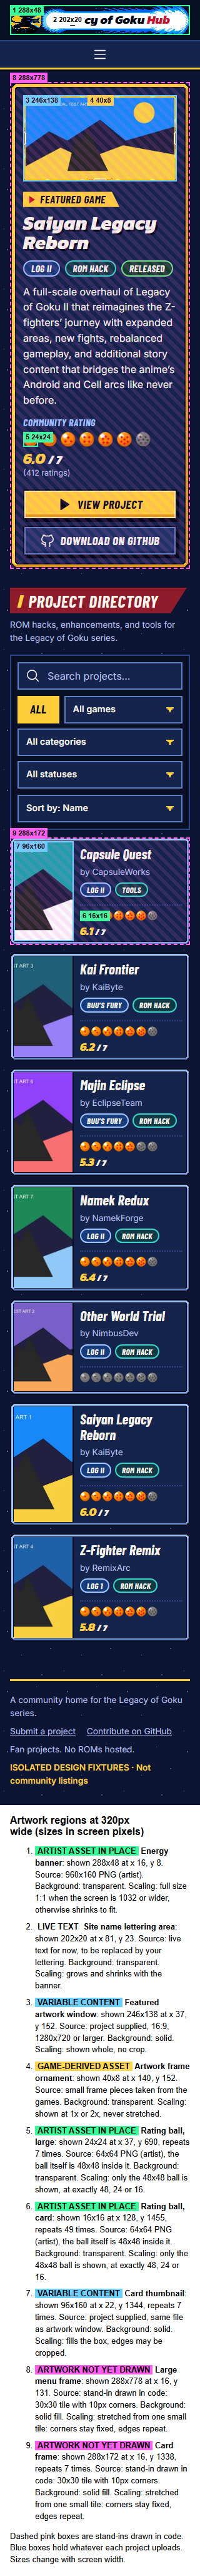 1 288x48
2 202x20
cy of Goku Hub
8 288x778
3 246x138
4 40x8
FEATURED GAME
Saiyan Legacy
Reborn
LOG II
ROM HACK
RELEASED
A full-scale overhaul of Legacy
of Goku II that reimagines the Z-
fighters' journey with expanded
areas, new fights, rebalanced
gameplay, and additional story
content that bridges the anime's
Android and Cell arcs like never
before.
COMMUNITY RATING
5 24x24
6.0 / 7
(412 ratings)
VIEW PROJECT
DOWNLOAD ON GITHUB
PROJECT DIRECTORY
ROM hacks, enhancements, and tools for
the Legacy of Goku series.
Search projects...
ALL
All games
All categories
All statuses
Sort by: Name
9 288x172
7 96x160
Capsule Quest
by CapsuleWorks
LOG II
TOOLS
6 16x16
6.1 / 7
ART 3
Kai Frontier
by KaiByte
BUU'S FURY
ROM HACK
6.2 / 7
Majin Eclipse
by EclipseTeam
BUU'S FURY
ROM HACK
5.3 / 7
ART 7
Namek Redux
by NamekForge
LOG II
ROM HACK
6.4 / 7
Other World Trial
by NimbusDev
LOG II
ROM HACK
ART 1
Saiyan Legacy
Reborn
by KaiByte
LOG II
ROM HACK
6.0 / 7
ART 4
Z-Fighter Remix
by RemixArc
LOG 1
ROM HACK
5.8 / 7
A community home for the Legacy of Goku
series.
Submit a project
Contribute on GitHub
Fan projects. No ROMs hosted.
ISOLATED DESIGN FIXTURES · Not
community listings
Artwork regions at 320px
wide (sizes in screen pixels)
1. ARTIST ASSET IN PLACE Energy
banner: shown 288x48 at x 16, y 8.
Source: 960x160 PNG (artist).
Background: transparent. Scaling: full size
1:1 when the screen is 1032 or wider,
otherwise shrinks to fit.
2. LIVE TEXT Site name lettering area:
shown 202x20 at x 81, y 23. Source: live
text for now, to be replaced by your
lettering. Background: transparent.
Scaling: grows and shrinks with the
banner.
3. VARIABLE CONTENT Featured
artwork window: shown 246x138 at x 37,
y 152. Source: project supplied, 16:9,
1280x720 or larger. Background: solid.
Scaling: shown whole, no crop.
4. GAME-DERIVED ASSET Artwork frame
ornament: shown 40x8 at x 140, y 152.
Source: small frame pieces taken from the
games. Background: transparent. Scaling:
shown at 1x or 2x, never stretched.
5. ARTIST ASSET IN PLACE Rating ball,
large: shown 24x24 at x 37, y 690, repeats
7 times. Source: 64x64 PNG (artist), the
ball itself is 48x48 inside it. Background:
transparent. Scaling: only the 48x48 ball is
shown, at exactly 48, 24 or 16.
6. ARTIST ASSET IN PLACE Rating ball,
card: shown 16x16 at x 128, y 1455,
repeats 49 times. Source: 64x64 PNG
(artist), the ball itself is 48x48 inside it.
Background: transparent. Scaling: only the
48x48 ball is shown, at exactly 48, 24 or
16.
7. VARIABLE CONTENT Card thumbnail:
shown 96x160 at x 22, y 1344, repeats 7
times. Source: project supplied, same file
as artwork window. Background: solid.
Scaling: fills the box, edges may be
cropped.
8. ARTWORK NOT YET DRAWN Large
menu frame: shown 288x778 at x 16, y
131. Source: stand-in drawn in code:
30x30 tile with 10px corners. Background:
solid fill. Scaling: stretched from one small
tile: corners stay fixed, edges repeat.
9. ARTWORK NOT YET DRAWN Card
frame: shown 288x172 at x 16, y 1338,
repeats 7 times. Source: stand-in drawn in
code: 30x30 tile with 10px corners.
Background: solid fill. Scaling: stretched
from one small tile: corners stay fixed,
edges repeat.
Dashed pink boxes are stand-ins drawn in code.
Blue boxes hold whatever each project uploads.
Sizes change with screen width.